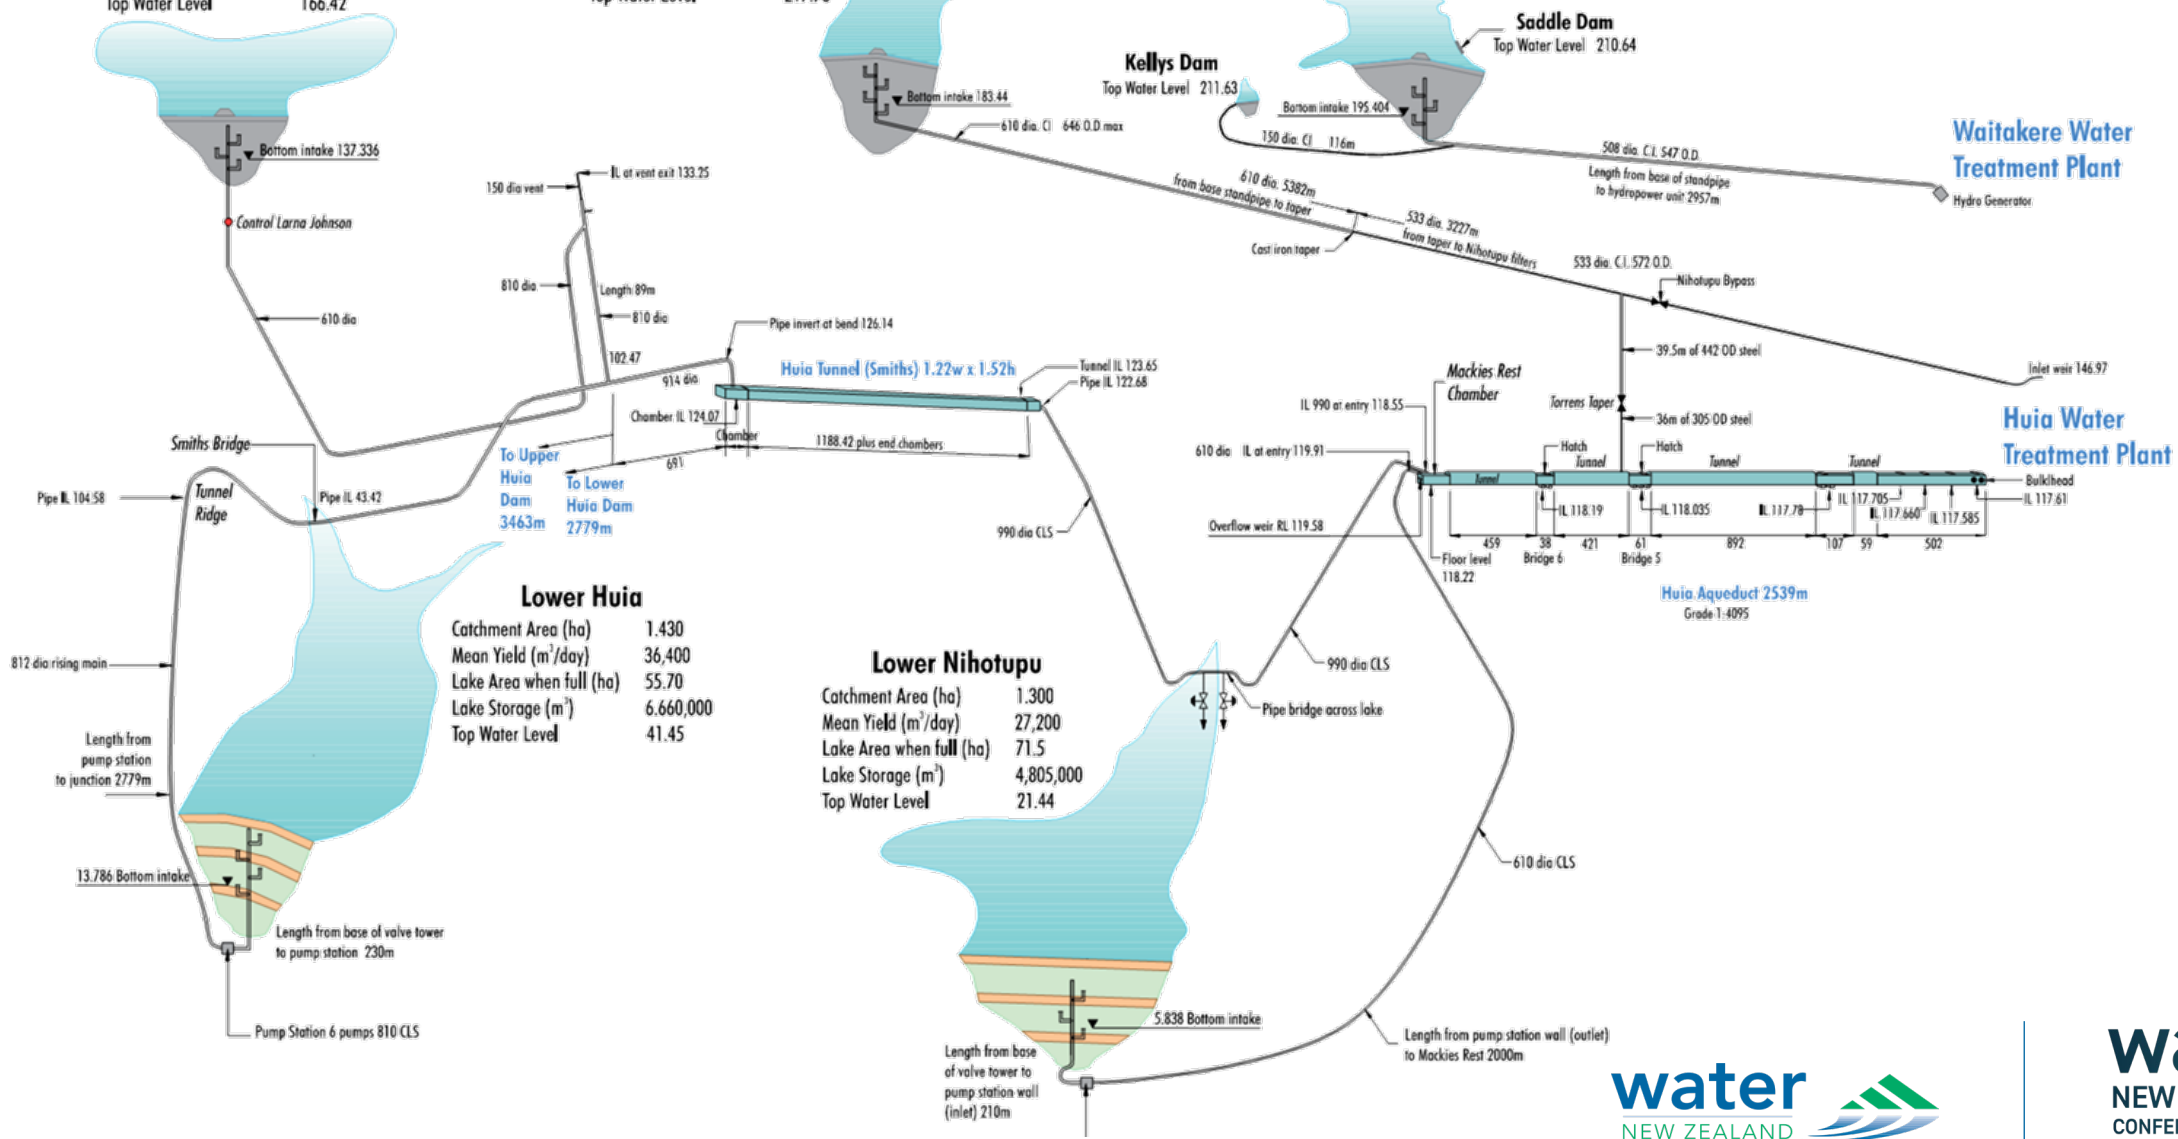 Top Water Level 166.42
Saddle Dam
Top Water Level 210.64
Kellys Dam
Top Water Level 211.63
Bottom intake 183.44
Bottom intake 195.404
610 dia. CI 646 O.D.max
150 dia. CI 116m
508 dia. C.I. 547 O.D.
Length from base of standpipe
to hydropower unit 2957m
Waitakere Water
Treatment Plant
Hydro Generator
Bottom intake 137.336
Control Larna Johnson
150 dia vent
IL at vent exit 133.25
610 dia. 5382m
from base standpipe to taper
533 dia. 3227m
from taper to Nihotupu filters
Cast iron taper
533 dia. C.I. 572 O.D.
Nihotupu Bypass
810 dia
Length 89m
810 dia
610 dia
102.47
914 dia
Pipe invert at bend 126.14
Huia Tunnel (Smiths) 1.22w x 1.52h
Tunnel IL 123.65
Pipe IL 122.68
Chamber IL 124.07
Chamber
1188.42 plus end chambers
691
39.5m of 442 OD steel
Inlet weir 146.97
Mackies Rest
Chamber
Torrens Taper
36m of 305 OD steel
IL 990 at entry 118.55
610 dia IL at entry 119.91
Huia Water
Treatment Plant
Hatch
Hatch
Tunnel
Tunnel
Tunnel
Tunnel
Bulklhead
IL 117.61
IL 117.705
IL 117.660
IL 117.585
IL 118.19
IL 118.035
IL 117.78
Overflow weir RL 119.58
Floor level
118.22
459
38
421
61
892
107
59
502
Bridge 6
Bridge 5
Huia Aqueduct 2539m
Grade 1:4095
Smiths Bridge
Pipe IL 104.58
Tunnel
Ridge
Pipe IL 43.42
To Upper
Huia
Dam
3463m
To Lower
Huia Dam
2779m
990 dia CLS
990 dia CLS
Pipe bridge across lake
610 dia CLS
Lower Huia
Catchment Area (ha) 1.430
Mean Yield (m³/day) 36,400
Lake Area when full (ha) 55.70
Lake Storage (m³) 6.660,000
Top Water Level 41.45
812 dia rising main
Length from
pump station
to junction 2779m
Lower Nihotupu
Catchment Area (ha) 1.300
Mean Yield (m³/day) 27,200
Lake Area when full (ha) 71.5
Lake Storage (m³) 4,805,000
Top Water Level 21.44
13.786 Bottom intake
Length from base of valve tower
to pump station 230m
Pump Station 6 pumps 810 CLS
5.838 Bottom intake
Length from base
of valve tower to
pump station wall
(inlet) 210m
Length from pump station wall (outlet)
to Mackies Rest 2000m
water
NEW ZEALAND
NEW